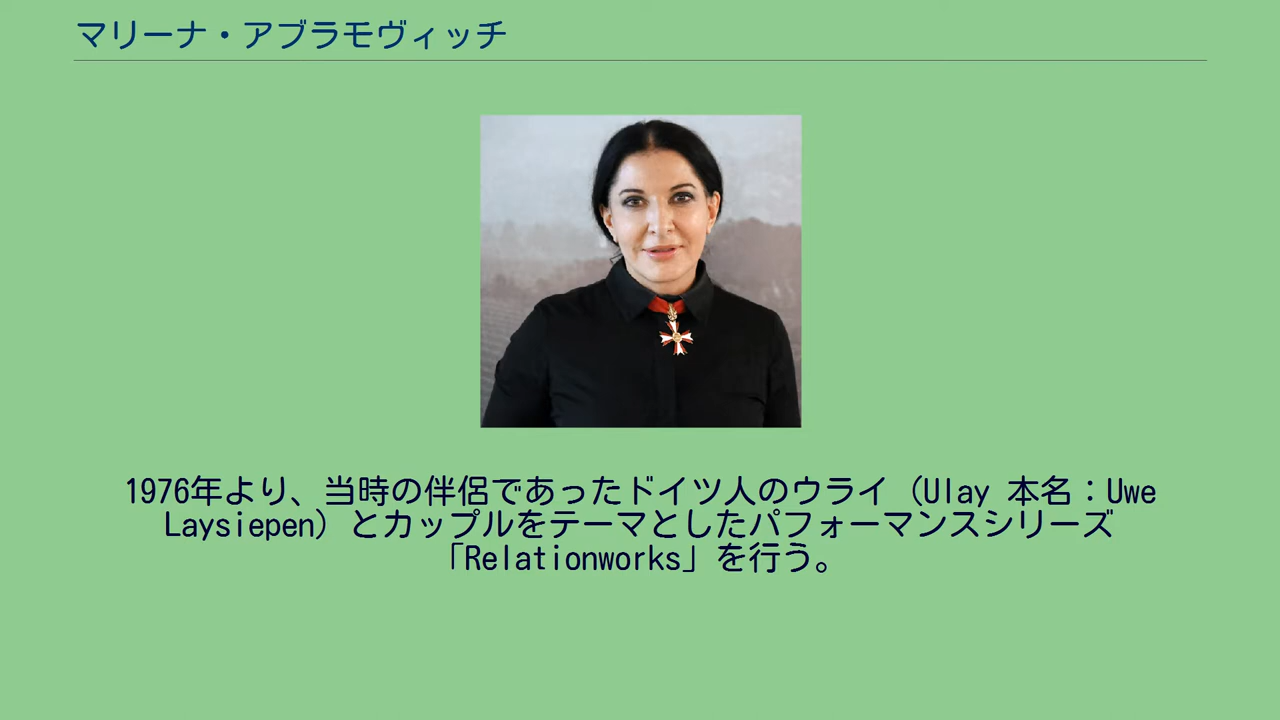 マリーナ・アブラモヴィッチ
1976年より、当時の伴侶であったドイツ人のウライ（Ulay 本名：Uwe
Laysiepen）とカップルをテーマとしたパフォーマンスシリーズ
「Relationworks」を行う。